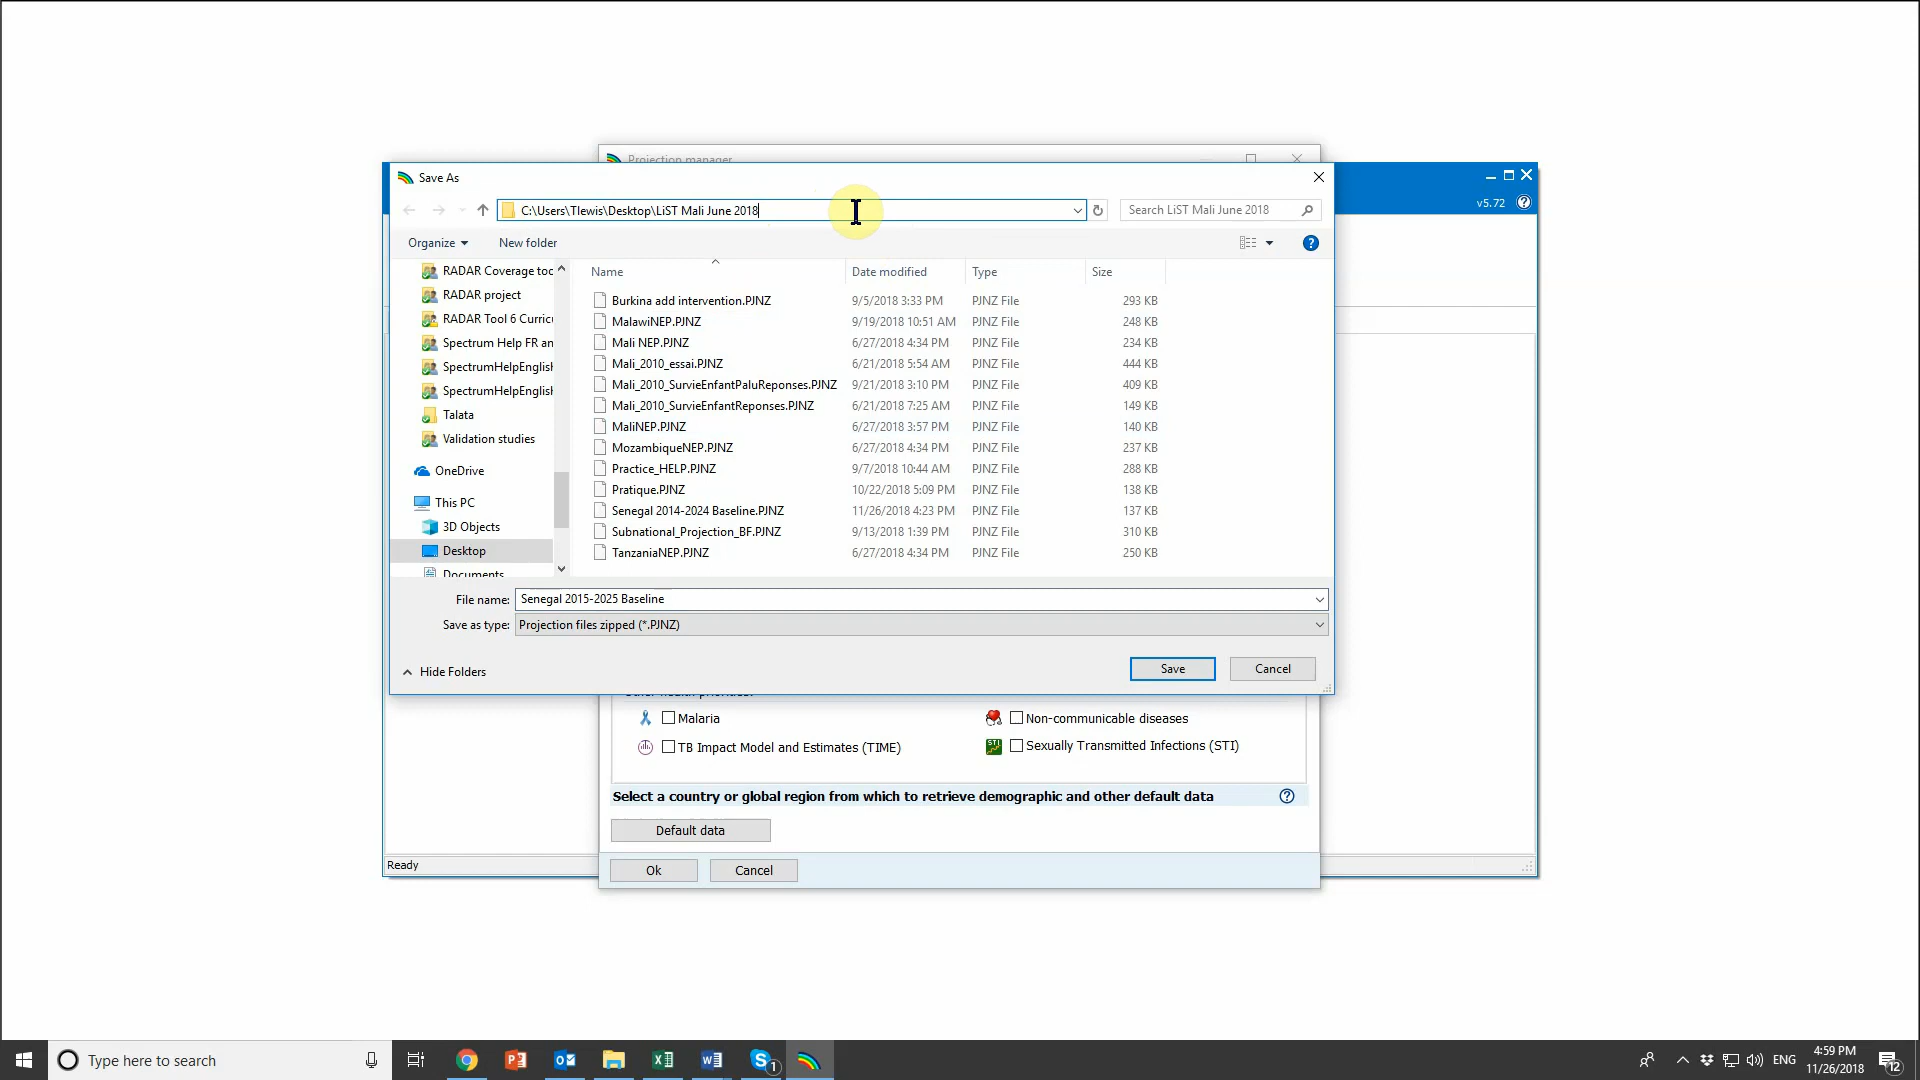 Projection manager
Save As
v5.72
C:\Users\Tlewis\Desktop\LiST Mali June 2018
Search LiST Mali June 2018
Organize
New folder
Name Date modified Type Size
RADAR Coverage toc
RADAR project
RADAR Tool 6 Curricu
Spectrum Help FR an
SpectrumHelpEnglish
SpectrumHelpEnglish
Talata
Validation studies
OneDrive
This PC
3D Objects
Desktop
Documents
Burkina add intervention.PJNZ 9/5/2018 3:33 PM PJNZ File 293 KB
MalawiNEP.PJNZ 9/19/2018 10:51 AM PJNZ File 248 KB
Mali NEP.PJNZ 6/27/2018 4:34 PM PJNZ File 234 KB
Mali_2010_essai.PJNZ 6/21/2018 5:54 AM PJNZ File 444 KB
Mali_2010_SurvieEnfantPaluReponses.PJNZ 9/21/2018 3:10 PM PJNZ File 409 KB
Mali_2010_SurvieEnfantReponses.PJNZ 6/21/2018 7:25 AM PJNZ File 149 KB
MaliNEP.PJNZ 6/27/2018 3:57 PM PJNZ File 140 KB
MozambiqueNEP.PJNZ 6/27/2018 4:34 PM PJNZ File 237 KB
Practice_HELP.PJNZ 9/7/2018 10:44 AM PJNZ File 288 KB
Pratique.PJNZ 10/22/2018 5:09 PM PJNZ File 138 KB
Senegal 2014-2024 Baseline.PJNZ 11/26/2018 4:23 PM PJNZ File 137 KB
Subnational_Projection_BF.PJNZ 9/13/2018 1:39 PM PJNZ File 310 KB
TanzaniaNEP.PJNZ 6/27/2018 4:34 PM PJNZ File 250 KB
File name: Senegal 2015-2025 Baseline
Save as type: Projection files zipped (*.PJNZ)
Hide Folders
Save
Cancel
Malaria
Non-communicable diseases
TB Impact Model and Estimates (TIME)
STI
Sexually Transmitted Infections (STI)
Select a country or global region from which to retrieve demographic and other default data
Default data
Ready
Ok
Cancel
Type here to search
ENG
4:59 PM
11/26/2018
1
12